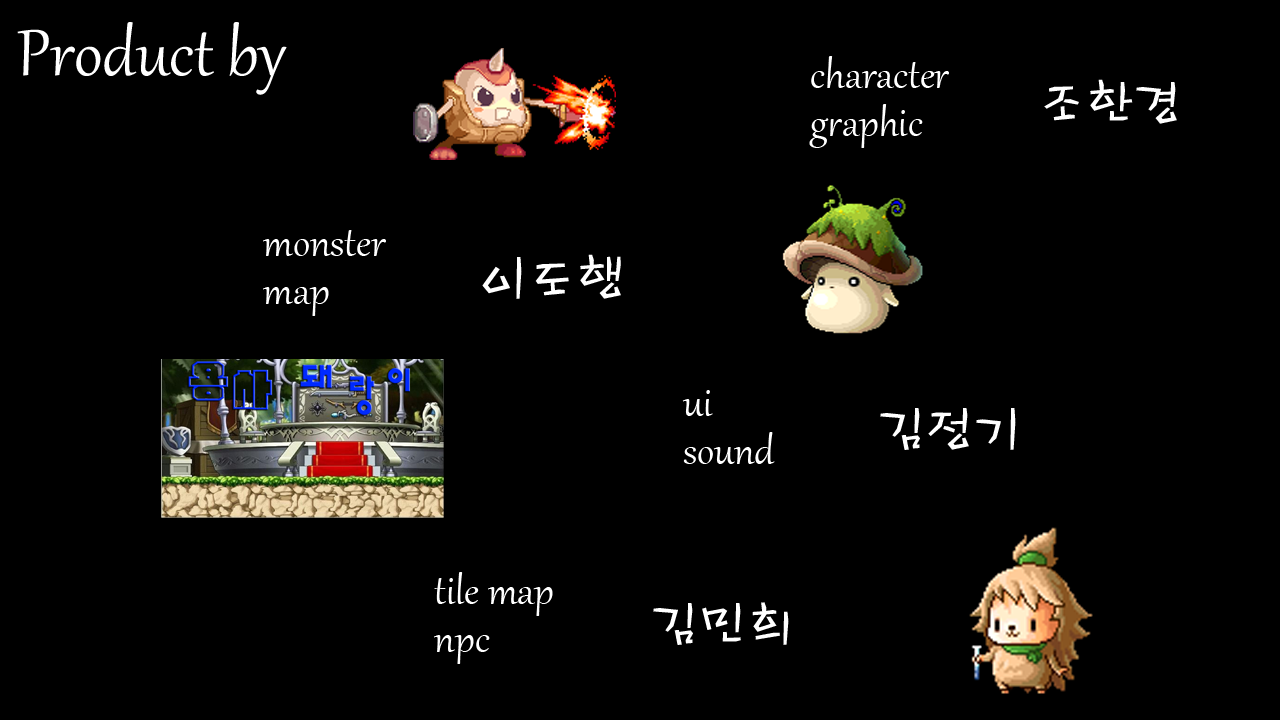 Product by
character
graphic
조한경
monster
map
이도행
용사 돼랑이
ui
sound
김정기
tile map
npc
김민희